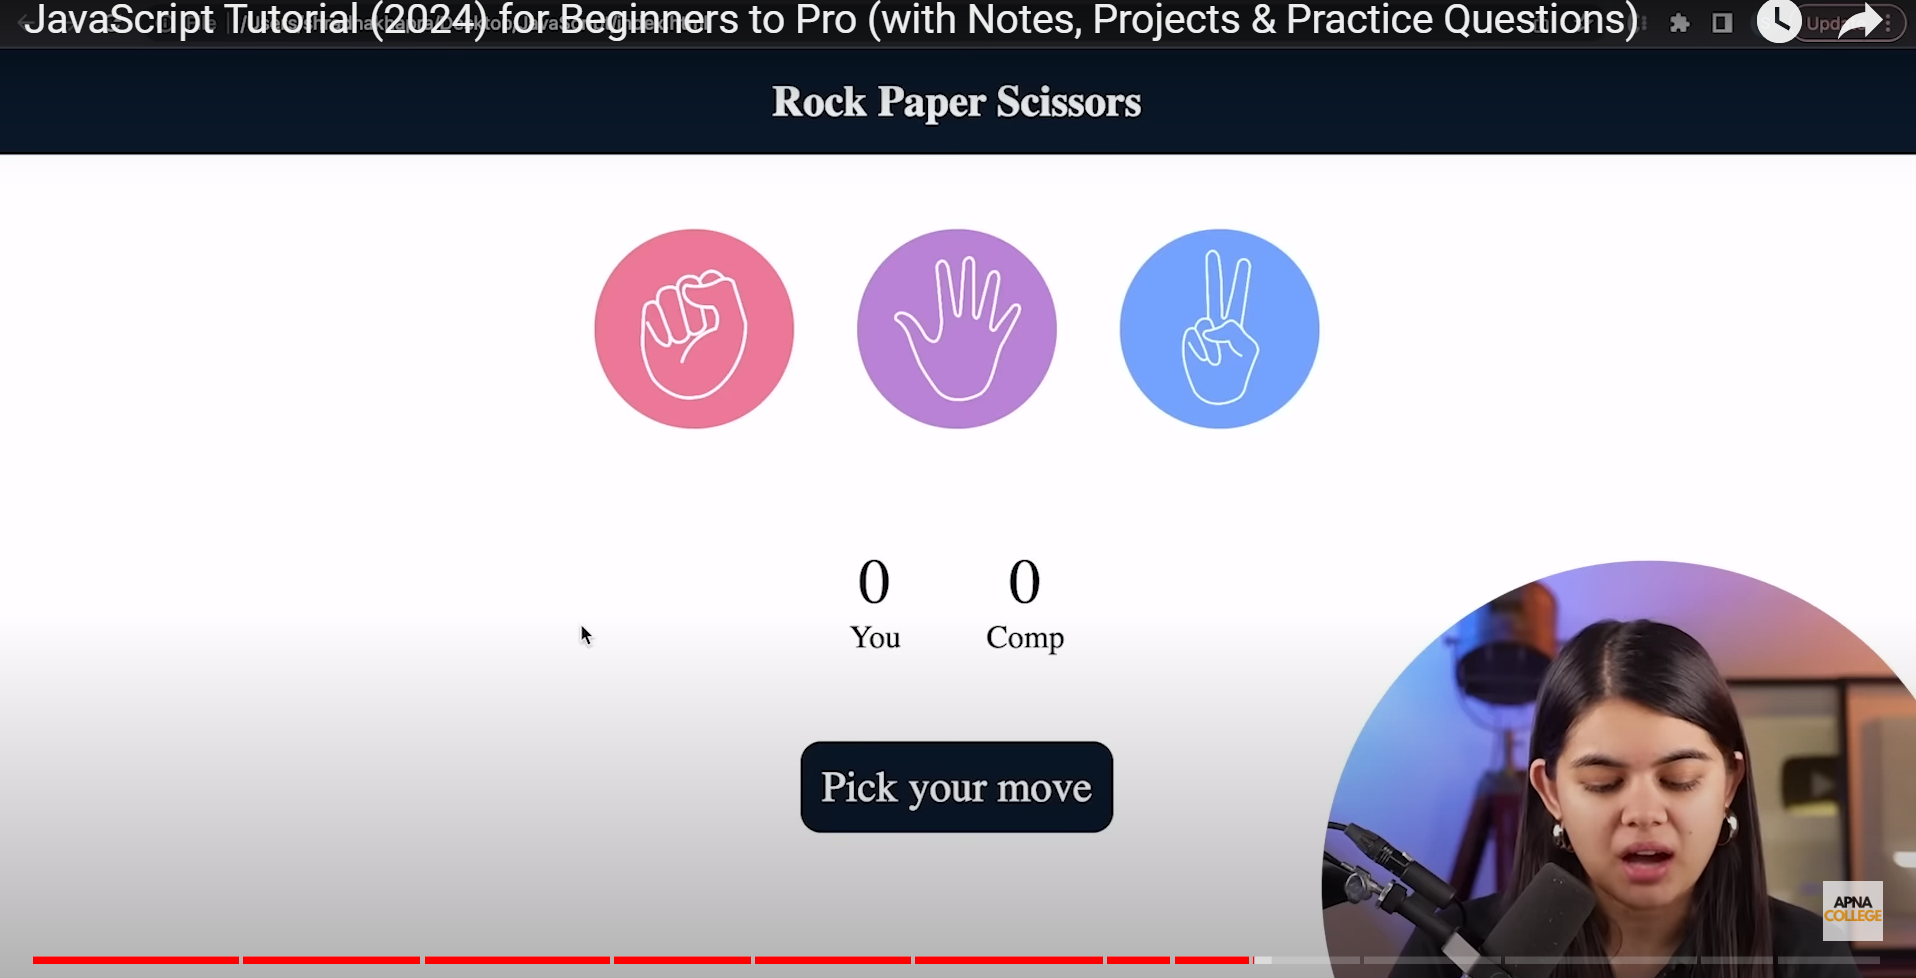 JavaScript Tutorial (2024) for Beginners to Pro (with Notes, Projects & Practice Questions)
Rock Paper Scissors
0 0
You Comp
Pick your move
APNA
COLLEGE